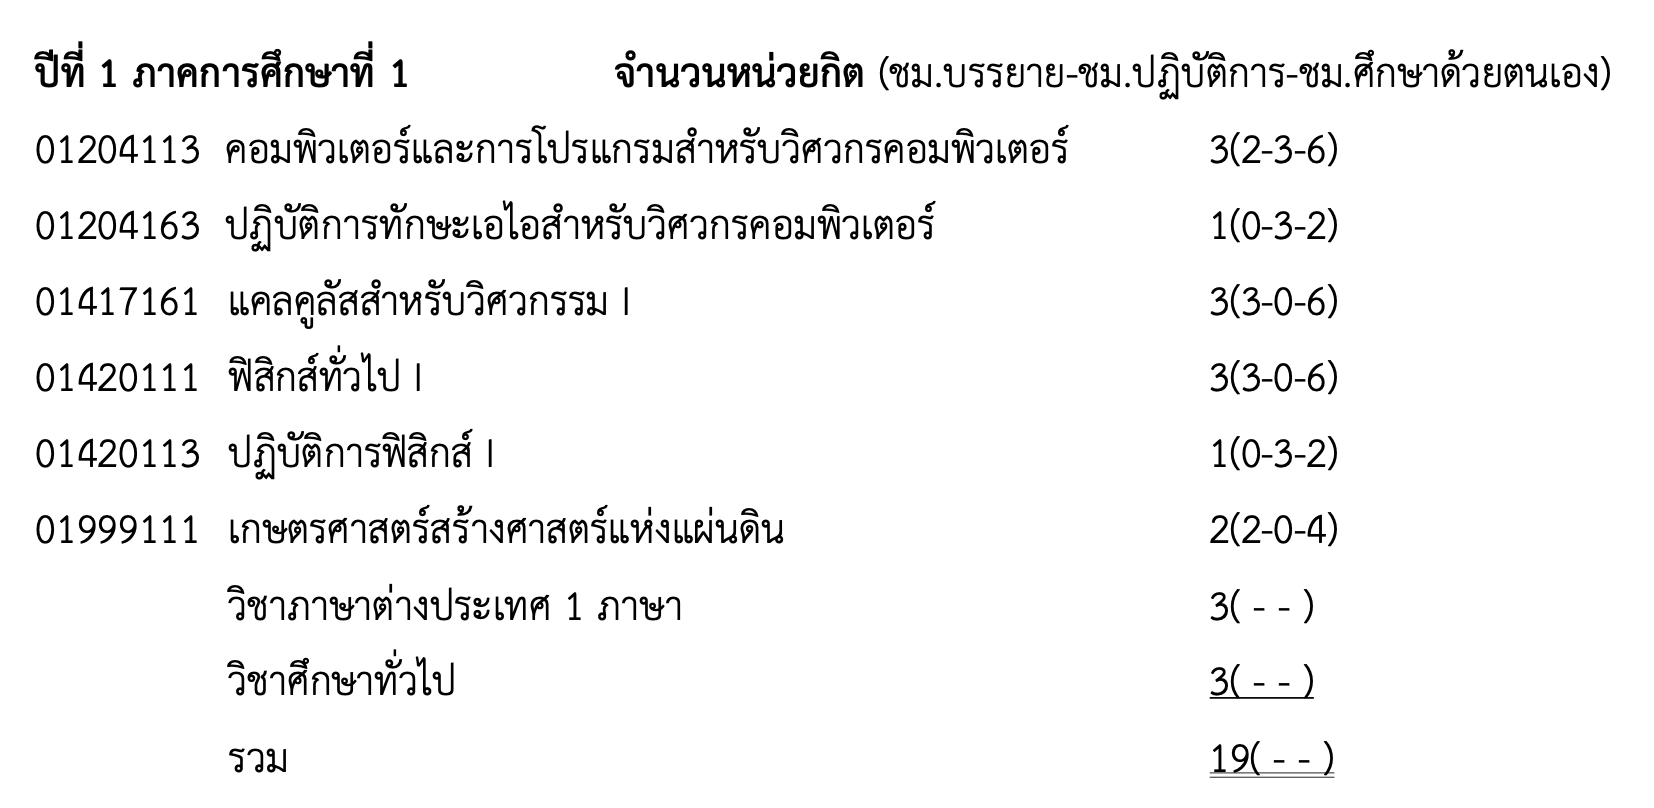 ปีที่ 1 ภาคการศึกษาที่ 1 จำนวนหน่วยกิต (ชม.บรรยาย-ชม.ปฏิบัติการ-ชม.ศึกษาด้วยตนเอง)
01204113 คอมพิวเตอร์และการโปรแกรมสำหรับวิศวกรคอมพิวเตอร์ 3(2-3-6)
01204163 ปฏิบัติการทักษะเอไอสำหรับวิศวกรคอมพิวเตอร์ 1(0-3-2)
01417161 แคลคูลัสสำหรับวิศวกรรม I 3(3-0-6)
01420111 ฟิสิกส์ทั่วไป I 3(3-0-6)
01420113 ปฏิบัติการฟิสิกส์ I 1(0-3-2)
01999111 เกษตรศาสตร์สร้างศาสตร์แห่งแผ่นดิน 2(2-0-4)
วิชาภาษาต่างประเทศ 1 ภาษา 3( - - )
วิชาศึกษาทั่วไป 3( - - )
รวม 19( - - )